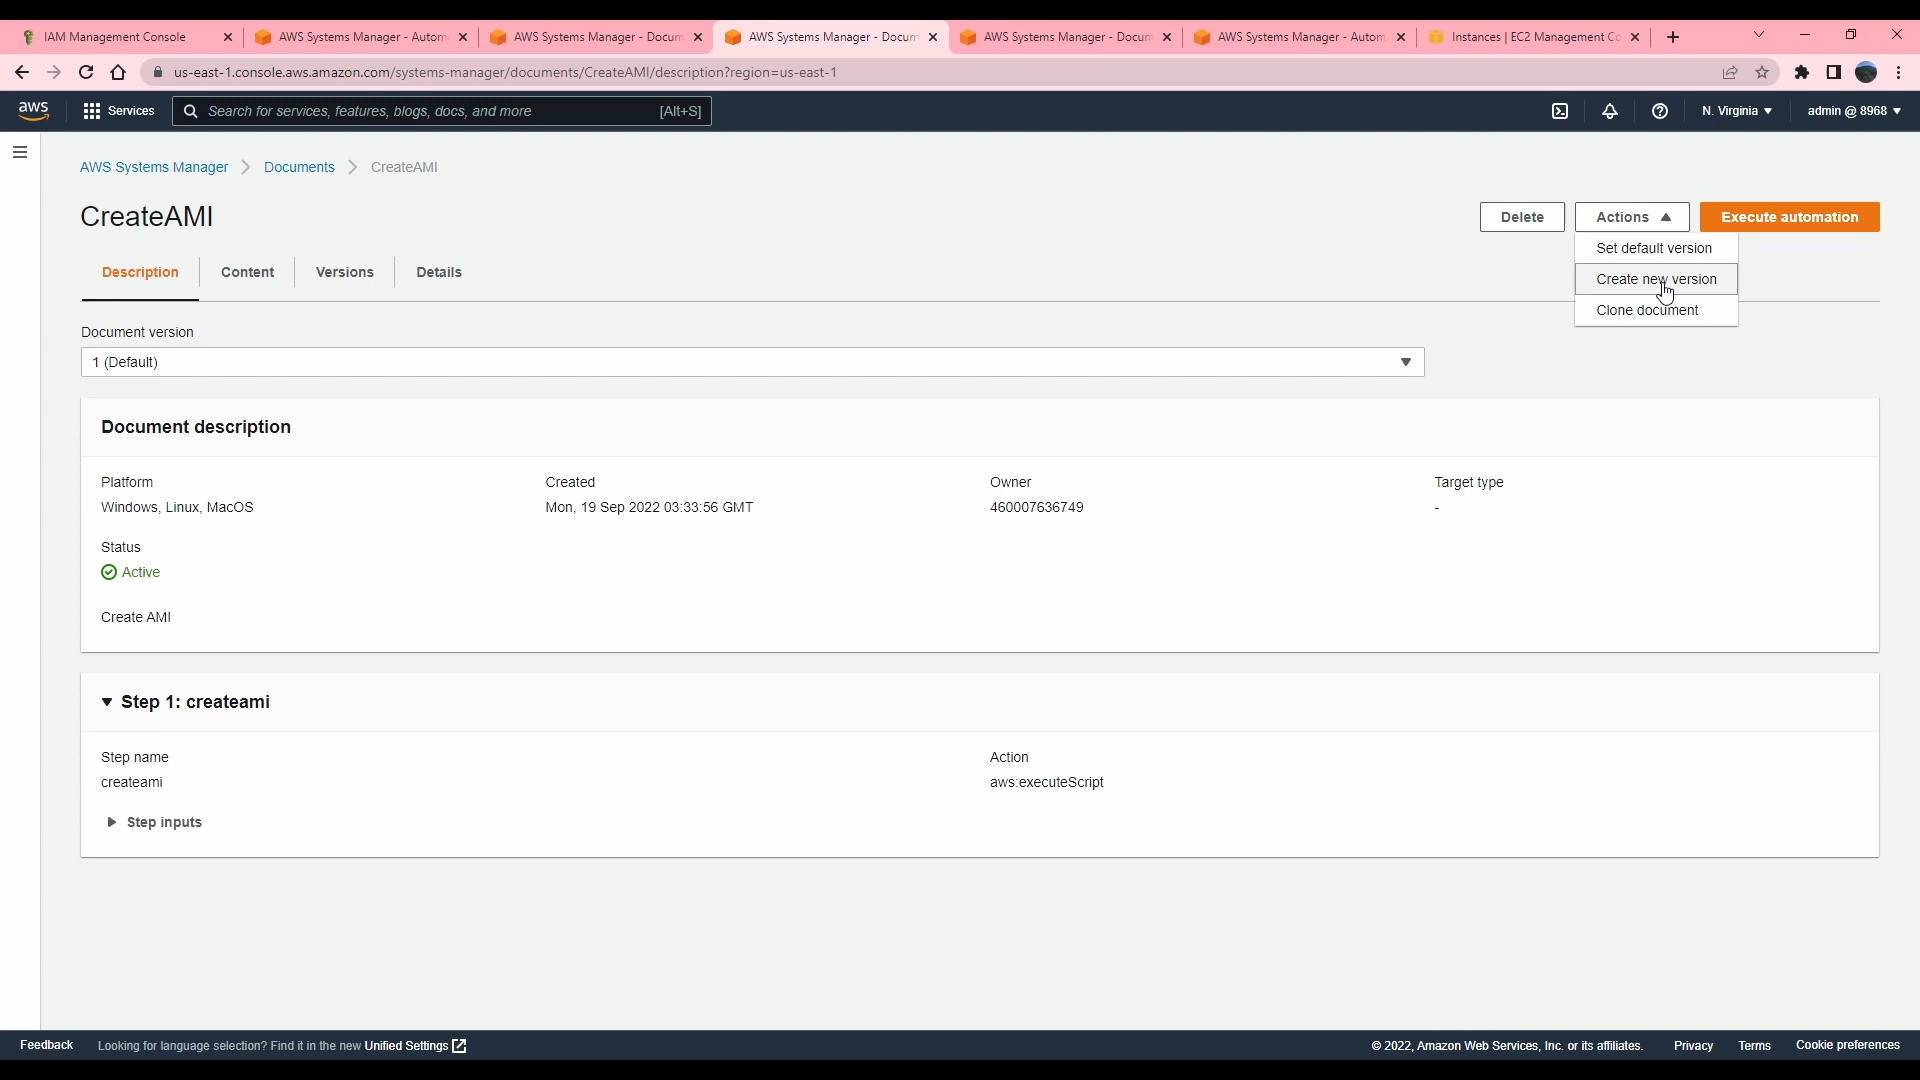 IAM Management Console
AWS Systems Manager - Autom
AWS Systems Manager - Docum
AWS Systems Manager - Docum
AWS Systems Manager - Docum
AWS Systems Manager - Autom
Instances | EC2 Management Co
us-east-1.console.aws.amazon.com/systems-manager/documents/CreateAMI/description?region=us-east-1
aws
Services
Search for services, features, blogs, docs, and more
[Alt+S]
N. Virginia
admin @ 8968
AWS Systems Manager
Documents
CreateAMI
CreateAMI
Delete
Actions
Execute automation
Set default version
Create new version
Clone document
Description
Content
Versions
Details
Document version
1 (Default)
Document description
Platform
Windows, Linux, MacOS
Created
Mon, 19 Sep 2022 03:33:56 GMT
Owner
460007636749
Target type
-
Status
Active
Create AMI
Step 1: createami
Step name
createami
Action
aws:executeScript
Step inputs
Feedback
Looking for language selection? Find it in the new Unified Settings
© 2022, Amazon Web Services, Inc. or its affiliates.
Privacy
Terms
Cookie preferences